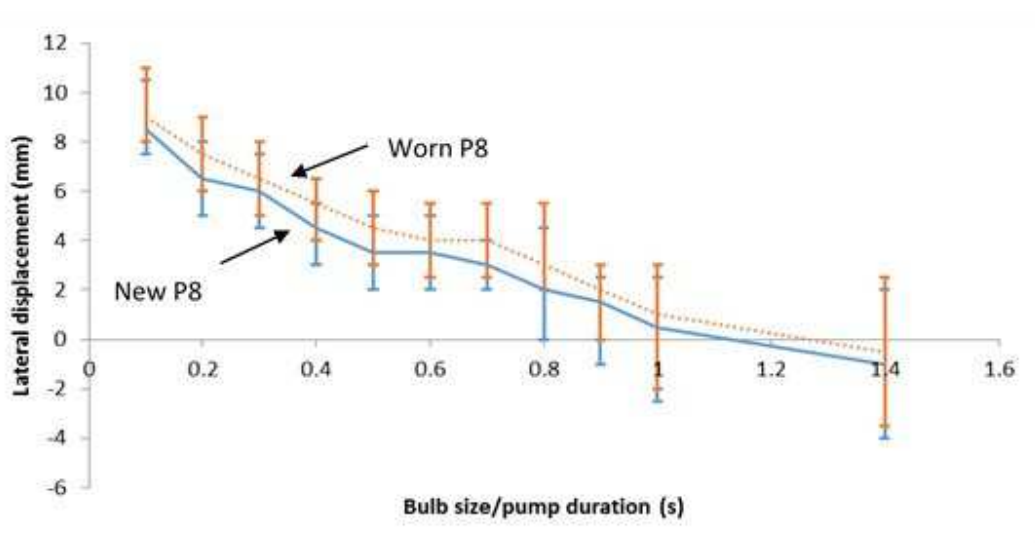 12
10
8
6
4
2
0
-2
-4
-6
0 0.2 0.4 0.6 0.8 1 1.2 1.4 1.6
Lateral displacement (mm)
Worn P8
New P8
Bulb size/pump duration (s)